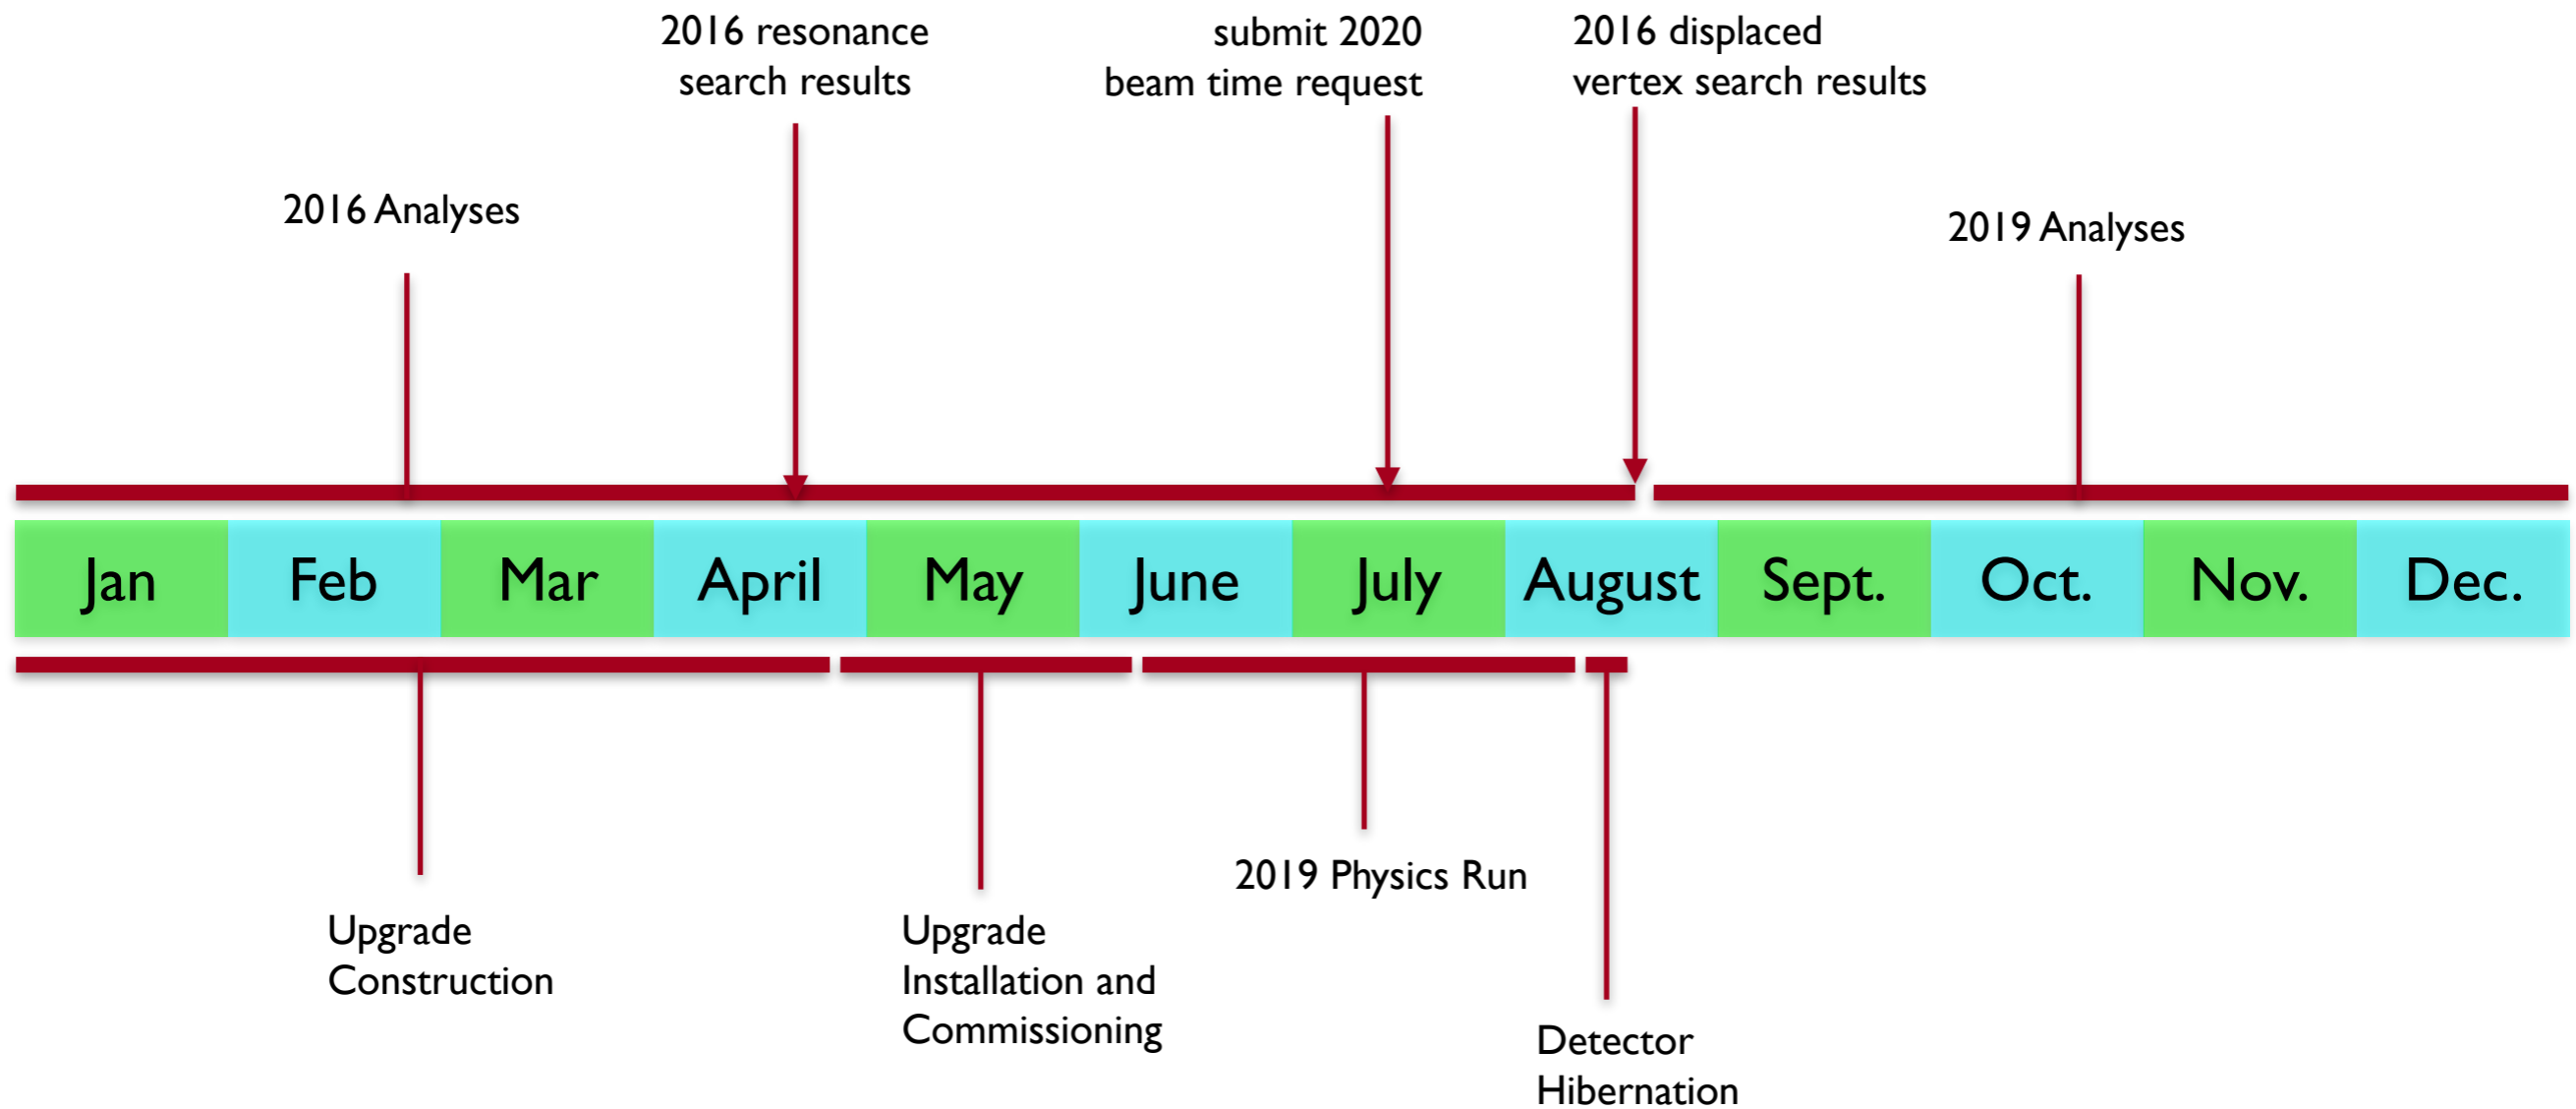 2016 resonance
search results
submit 2020
beam time request
2016 displaced
vertex search results
2016 Analyses
2019 Analyses
Jan Feb Mar April May June July August Sept. Oct. Nov. Dec.
2019 Physics Run
Upgrade
Construction
Upgrade
Installation and
Commissioning
Detector
Hibernation